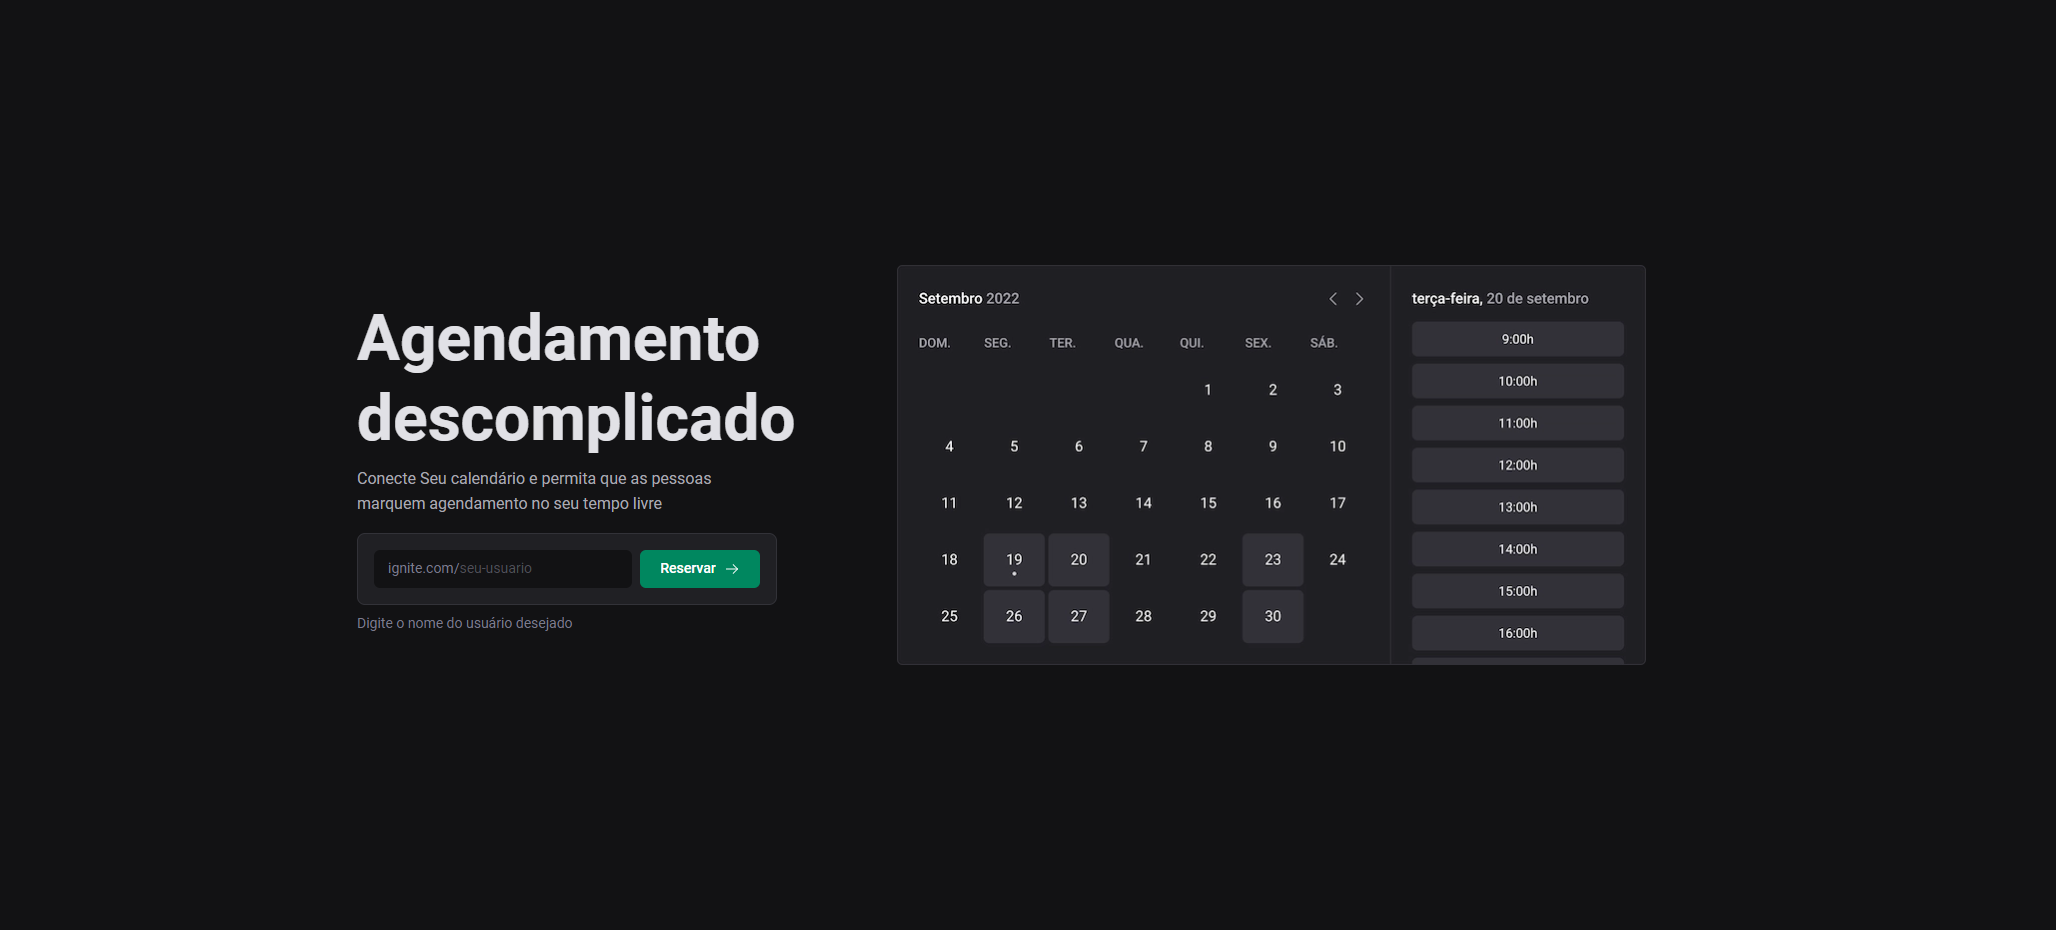 Agendamento
descomplicado
Conecte Seu calendário e permita que as pessoas
marquem agendamento no seu tempo livre
ignite.com/seu-usuario
Reservar →
Digite o nome do usuário desejado
Setembro 2022
DOM. SEG. TER. QUA. QUI. SEX. SÁB.
1 2 3
4 5 6 7 8 9 10
11 12 13 14 15 16 17
18 19 20 21 22 23 24
25 26 27 28 29 30
terça-feira, 20 de setembro
9:00h
10:00h
11:00h
12:00h
13:00h
14:00h
15:00h
16:00h